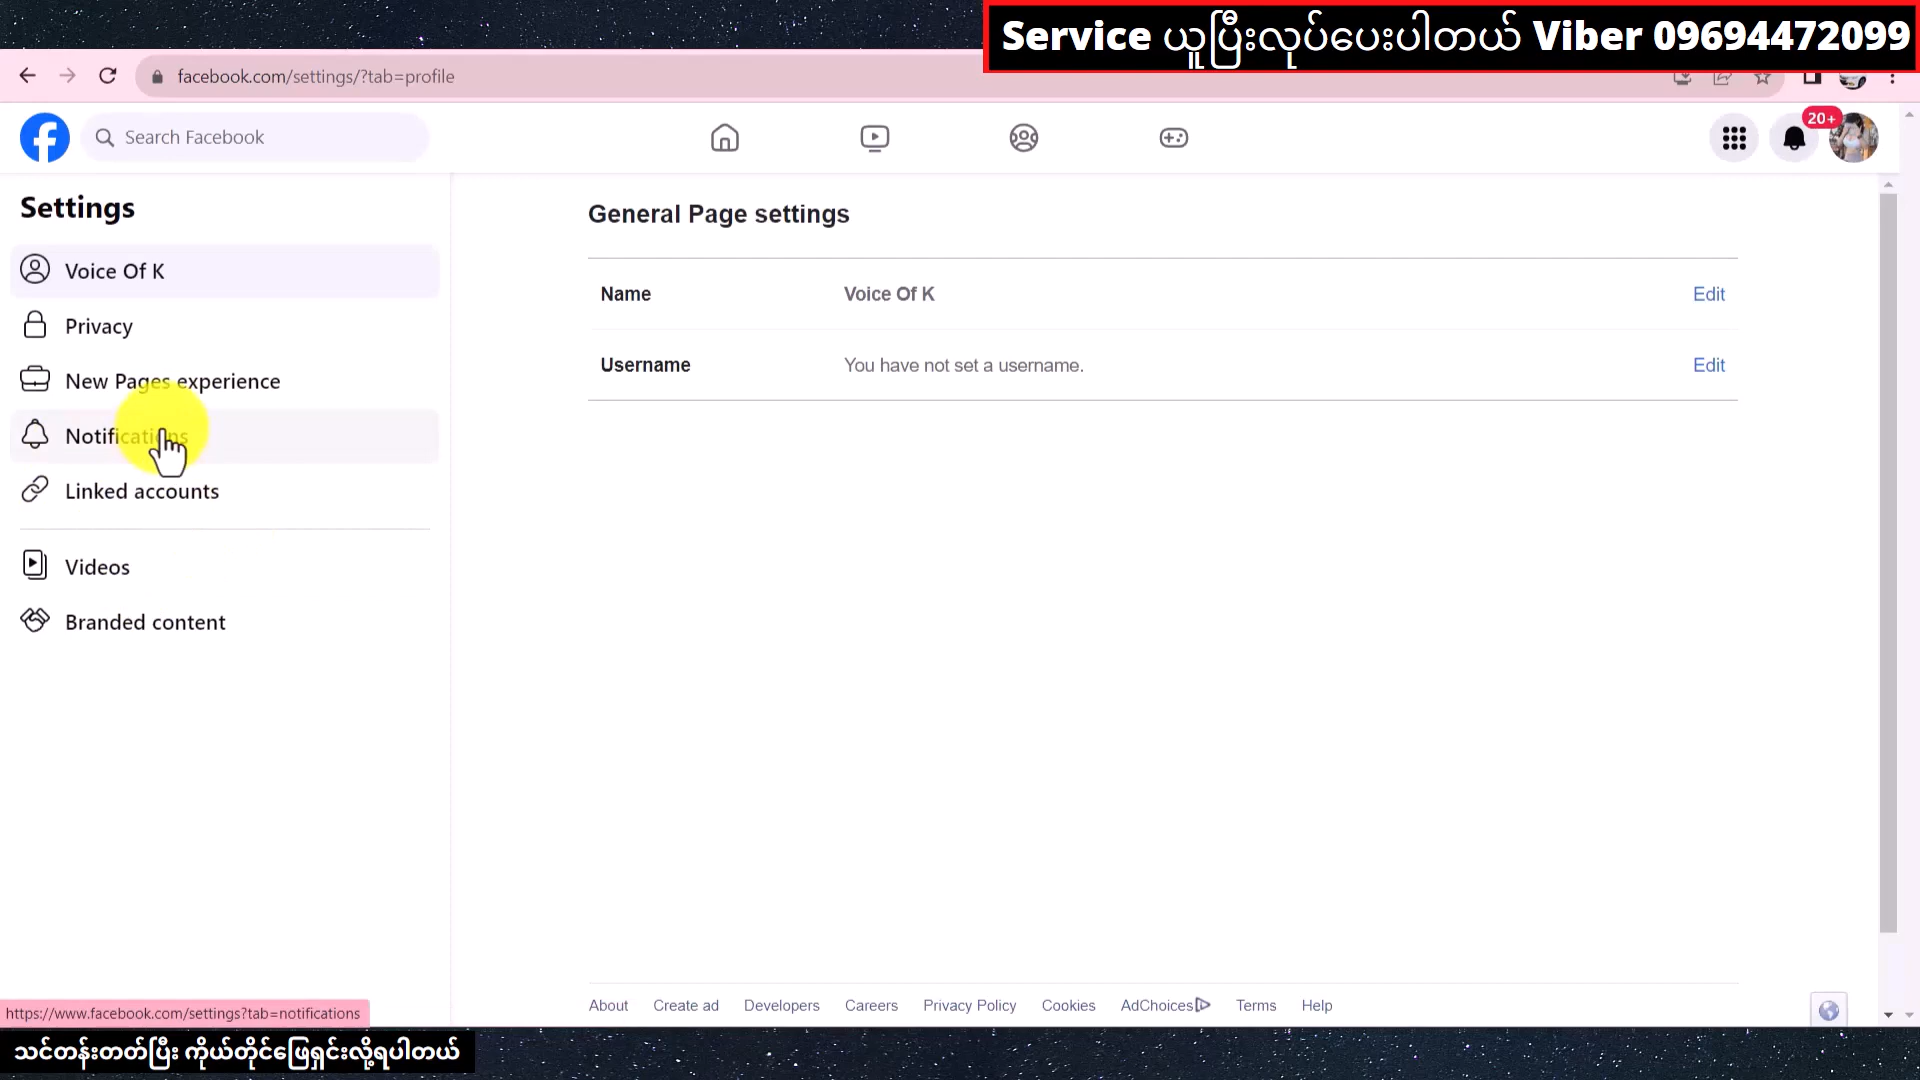 Service ယူပြီးလုပ်ပေးပါတယ် Viber 09694472099
facebook.com/settings/?tab=profile
Search Facebook
20+
Settings
Voice Of K
Privacy
New Pages experience
Notifications
Linked accounts
Videos
Branded content
General Page settings
Name Voice Of K Edit
Username You have not set a username. Edit
About Create ad Developers Careers Privacy Policy Cookies AdChoices Terms Help
https://www.facebook.com/settings?tab=notifications
သင်တန်းတတ်ပြီး ကိုယ်တိုင်ဖြေရှင်းလို့ရပါတယ်